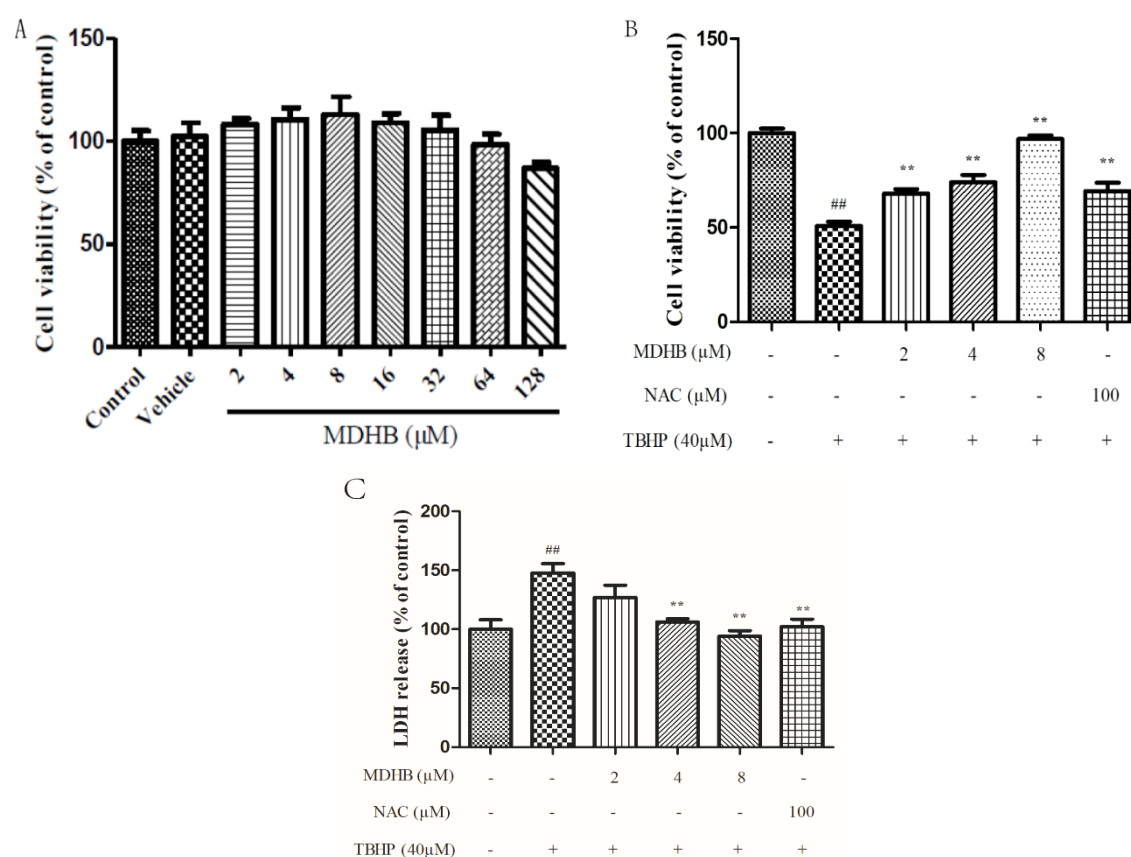 A
Cell viability (% of control)
150
100
50
0
Control
Vehicle
2
4
8
16
32
64
128
MDHB (μM)
B
Cell viability (% of control)
150
100
50
0
**
**
**
**
##
MDHB (μM) - - 2 4 8 -
NAC (μM) - - - - - 100
TBHP (40μM) - + + + + +
C
LDH release (% of control)
200
150
100
50
0
##
** ** **
MDHB (μM) - - 2 4 8 -
NAC (μM) - - - - - 100
TBHP (40μM) - + + + + +